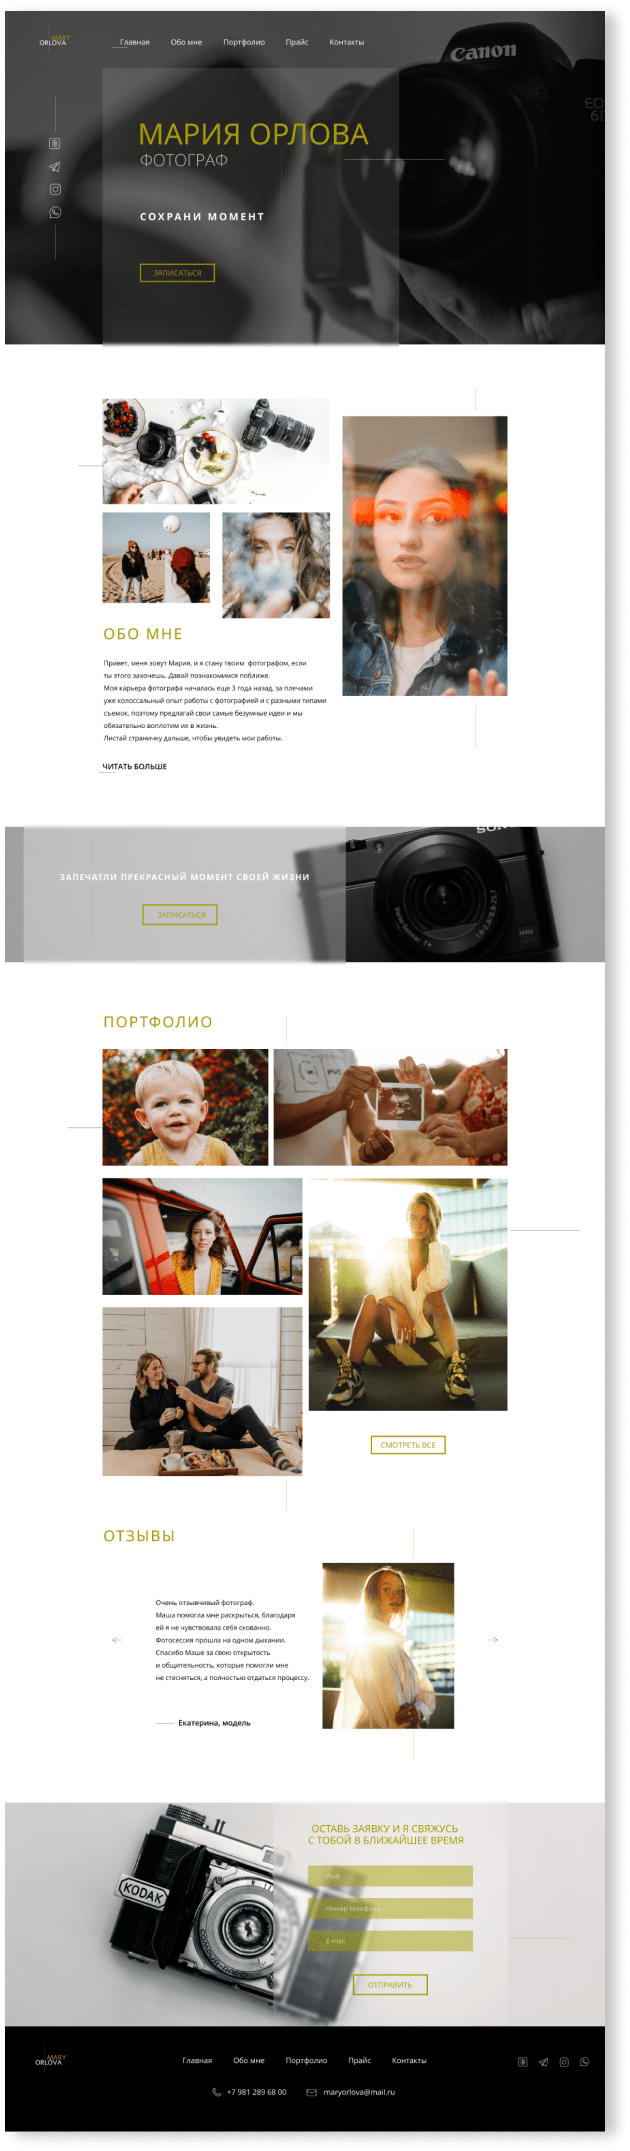 MARY
ORLOVA
Главная Обо мне Портфолио Прайс Контакты
Canon
EO
6D
МАРИЯ ОРЛОВА
ФОТОГРАФ
СОХРАНИ МОМЕНТ
ЗАПИСАТЬСЯ
ОБО МНЕ
Привет, меня зовут Мария, и я стану твоим фотографом, если
ты этого захочешь. Давай познакомимся поближе.
Моя карьера фотографа началась еще 3 года назад, за плечами
уже колоссальный опыт работы с фотографией и с разными типами
съемок, поэтому предлагай свои самые безумные идеи и мы
обязательно воплотим их в жизнь.
Листай страничку дальше, чтобы увидеть мои работы.
ЧИТАТЬ БОЛЬШЕ
SONY
ЗАПЕЧАТЛИ ПРЕКРАСНЫЙ МОМЕНТ СВОЕЙ ЖИЗНИ
ЗАПИСАТЬСЯ
ПОРТФОЛИО
СМОТРЕТЬ ВСЕ
ОТЗЫВЫ
Очень отзывчивый фотограф.
Маша помогла мне раскрыться, благодаря
ей я не чувствовала себя скованно.
Фотосессия прошла на одном дыхании.
Спасибо Маше за свою открытость
и общительность, которые помогли мне
не стесняться, а полностью отдаться процессу.
Екатерина, модель
KODAK
ОСТАВЬ ЗАЯВКУ И Я СВЯЖУСЬ
С ТОБОЙ В БЛИЖАЙШЕЕ ВРЕМЯ
Имя
Номер телефона
E-mail
ОТПРАВИТЬ
MARY
ORLOVA
Главная Обо мне Портфолио Прайс Контакты
+7 981 289 68 00 maryorlova@mail.ru